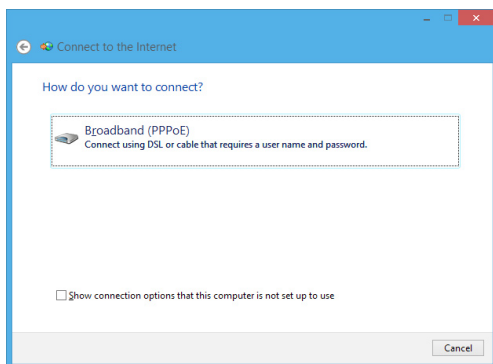 Connect to the Internet
How do you want to connect?
Broadband (PPPoE)
Connect using DSL or cable that requires a user name and password.
Show connection options that this computer is not set up to use
Cancel